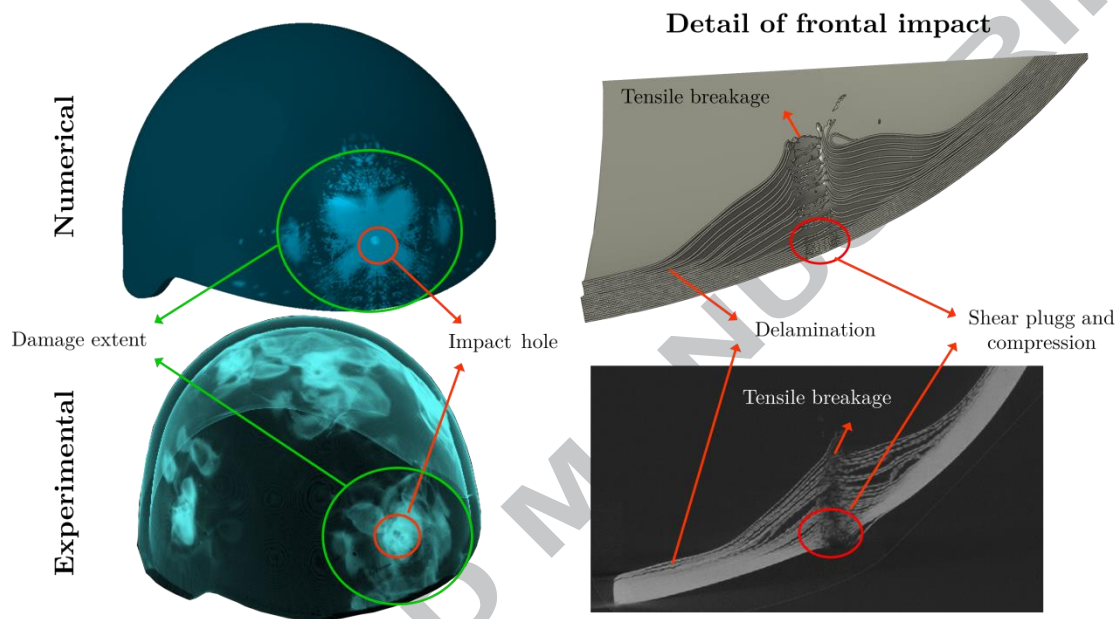 Detail of frontal impact
Numerical
Tensile breakage
Damage extent
Impact hole
Delamination
Shear plugg and
compression
Experimental
Tensile breakage